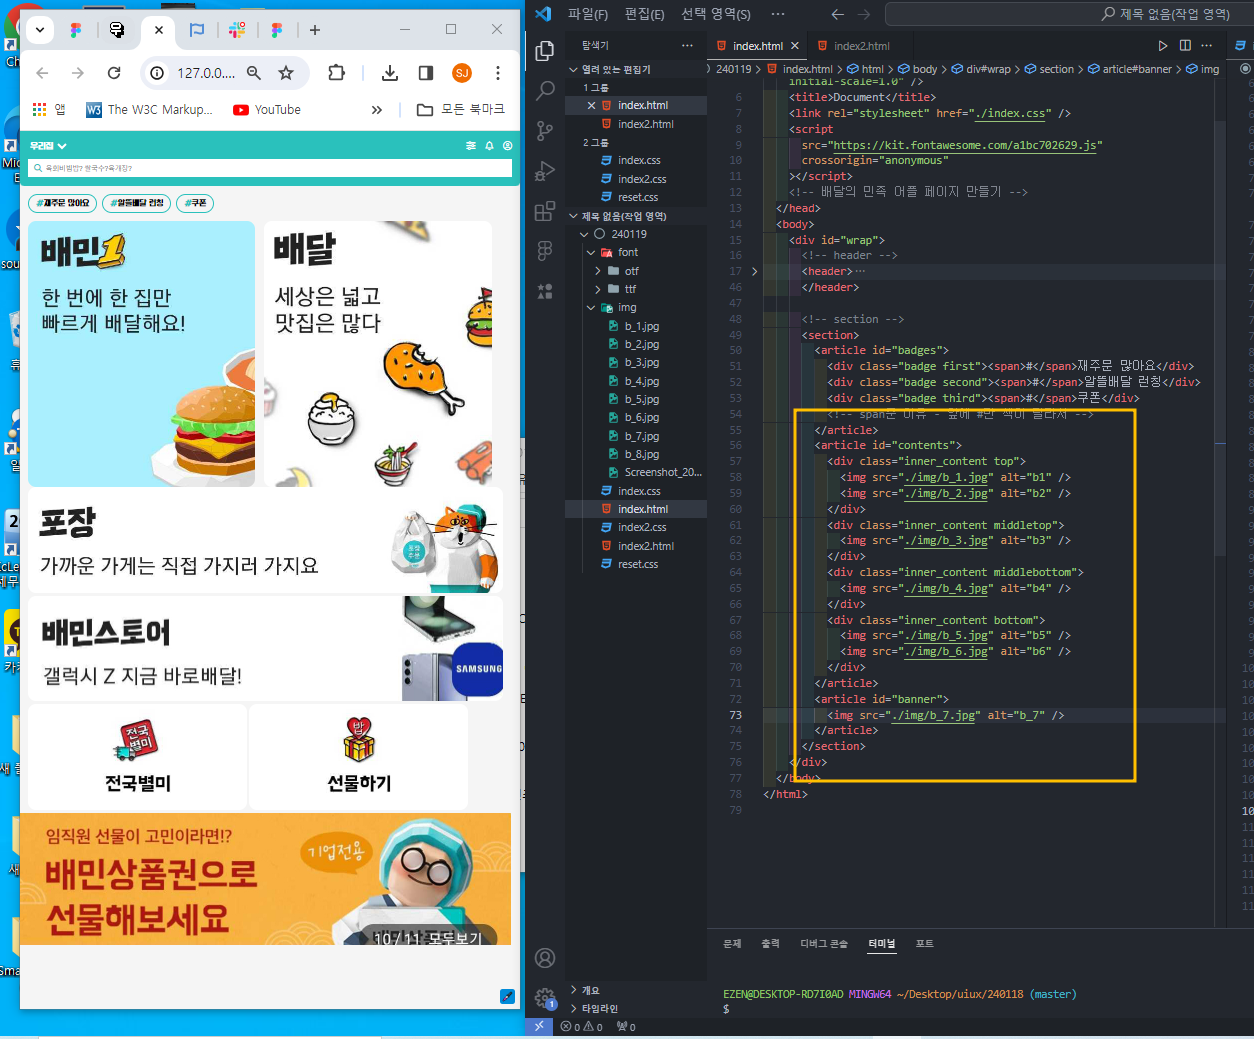 파일(F) 편집(E) 선택 영역(S) ··· 제목 없음(작업 영역)
127.0.0....
SJ
앱 The W3C Markup... YouTube » 모든 북마크
우리집
육회비빔밥? 쌀국수?육개장?
#재주문 많아요 #알뜰배달 런칭 #쿠폰
배민1
한 번에 한 집만
빠르게 배달해요!
배달
세상은 넓고
맛집은 많다
포장
가까운 가게는 직접 가지러 가지요
배민스토어
갤럭시 Z 지금 바로배달!
SAMSUNG
전국별미
전국별미
밥
선물하기
임직원 선물이 고민이라면!?
기업전용
배민상품권으로
선물해보세요
10 / 11 모두보기
탐색기 ···
열려 있는 편집기
1 그룹
index.html
index2.html
2 그룹
index.css
index2.css
reset.css
제목 없음(작업 영역)
240119
font
otf
ttf
img
b_1.jpg
b_2.jpg
b_3.jpg
b_4.jpg
b_5.jpg
b_6.jpg
b_7.jpg
b_8.jpg
Screenshot_20...
index.css
index.html
index2.css
index2.html
reset.css
개요
타임라인
index.html index2.html
240119 > index.html > html > body > div#wrap > section > article#banner > img
initial-scale=1.0" />
6 <title>Document</title>
7 <link rel="stylesheet" href="./index.css" />
8 <script
9 src="https://kit.fontawesome.com/a1bc702629.js"
10 crossorigin="anonymous"
11 ></script>
12 <!-- 배달의 민족 어플 페이지 만들기 -->
13 </head>
14 <body>
15 <div id="wrap">
16 <!-- header -->
17 <header>···
46 </header>
47
48 <!-- section -->
49 <section>
50 <article id="badges">
51 <div class="badge first"><span>#</span>재주문 많아요</div>
52 <div class="badge second"><span>#</span>알뜰배달 런칭</div>
53 <div class="badge third"><span>#</span>쿠폰</div>
54 <!-- span준 이유 - 앞에 #만 색이 달라서 -->
55 </article>
56 <article id="contents">
57 <div class="inner_content top">
58 <img src="./img/b_1.jpg" alt="b1" />
59 <img src="./img/b_2.jpg" alt="b2" />
60 </div>
61 <div class="inner_content middletop">
62 <img src="./img/b_3.jpg" alt="b3" />
63 </div>
64 <div class="inner_content middlebottom">
65 <img src="./img/b_4.jpg" alt="b4" />
66 </div>
67 <div class="inner_content bottom">
68 <img src="./img/b_5.jpg" alt="b5" />
69 <img src="./img/b_6.jpg" alt="b6" />
70 </div>
71 </article>
72 <article id="banner">
73 <img src="./img/b_7.jpg" alt="b_7" />
74 </article>
75 </section>
76 </div>
77 </body>
78 </html>
79
문제 출력 디버그 콘솔 터미널 포트
EZEN@DESKTOP-RD7I0AD MINGW64 ~/Desktop/uiux/240118 (master)
$
1
0 0 0